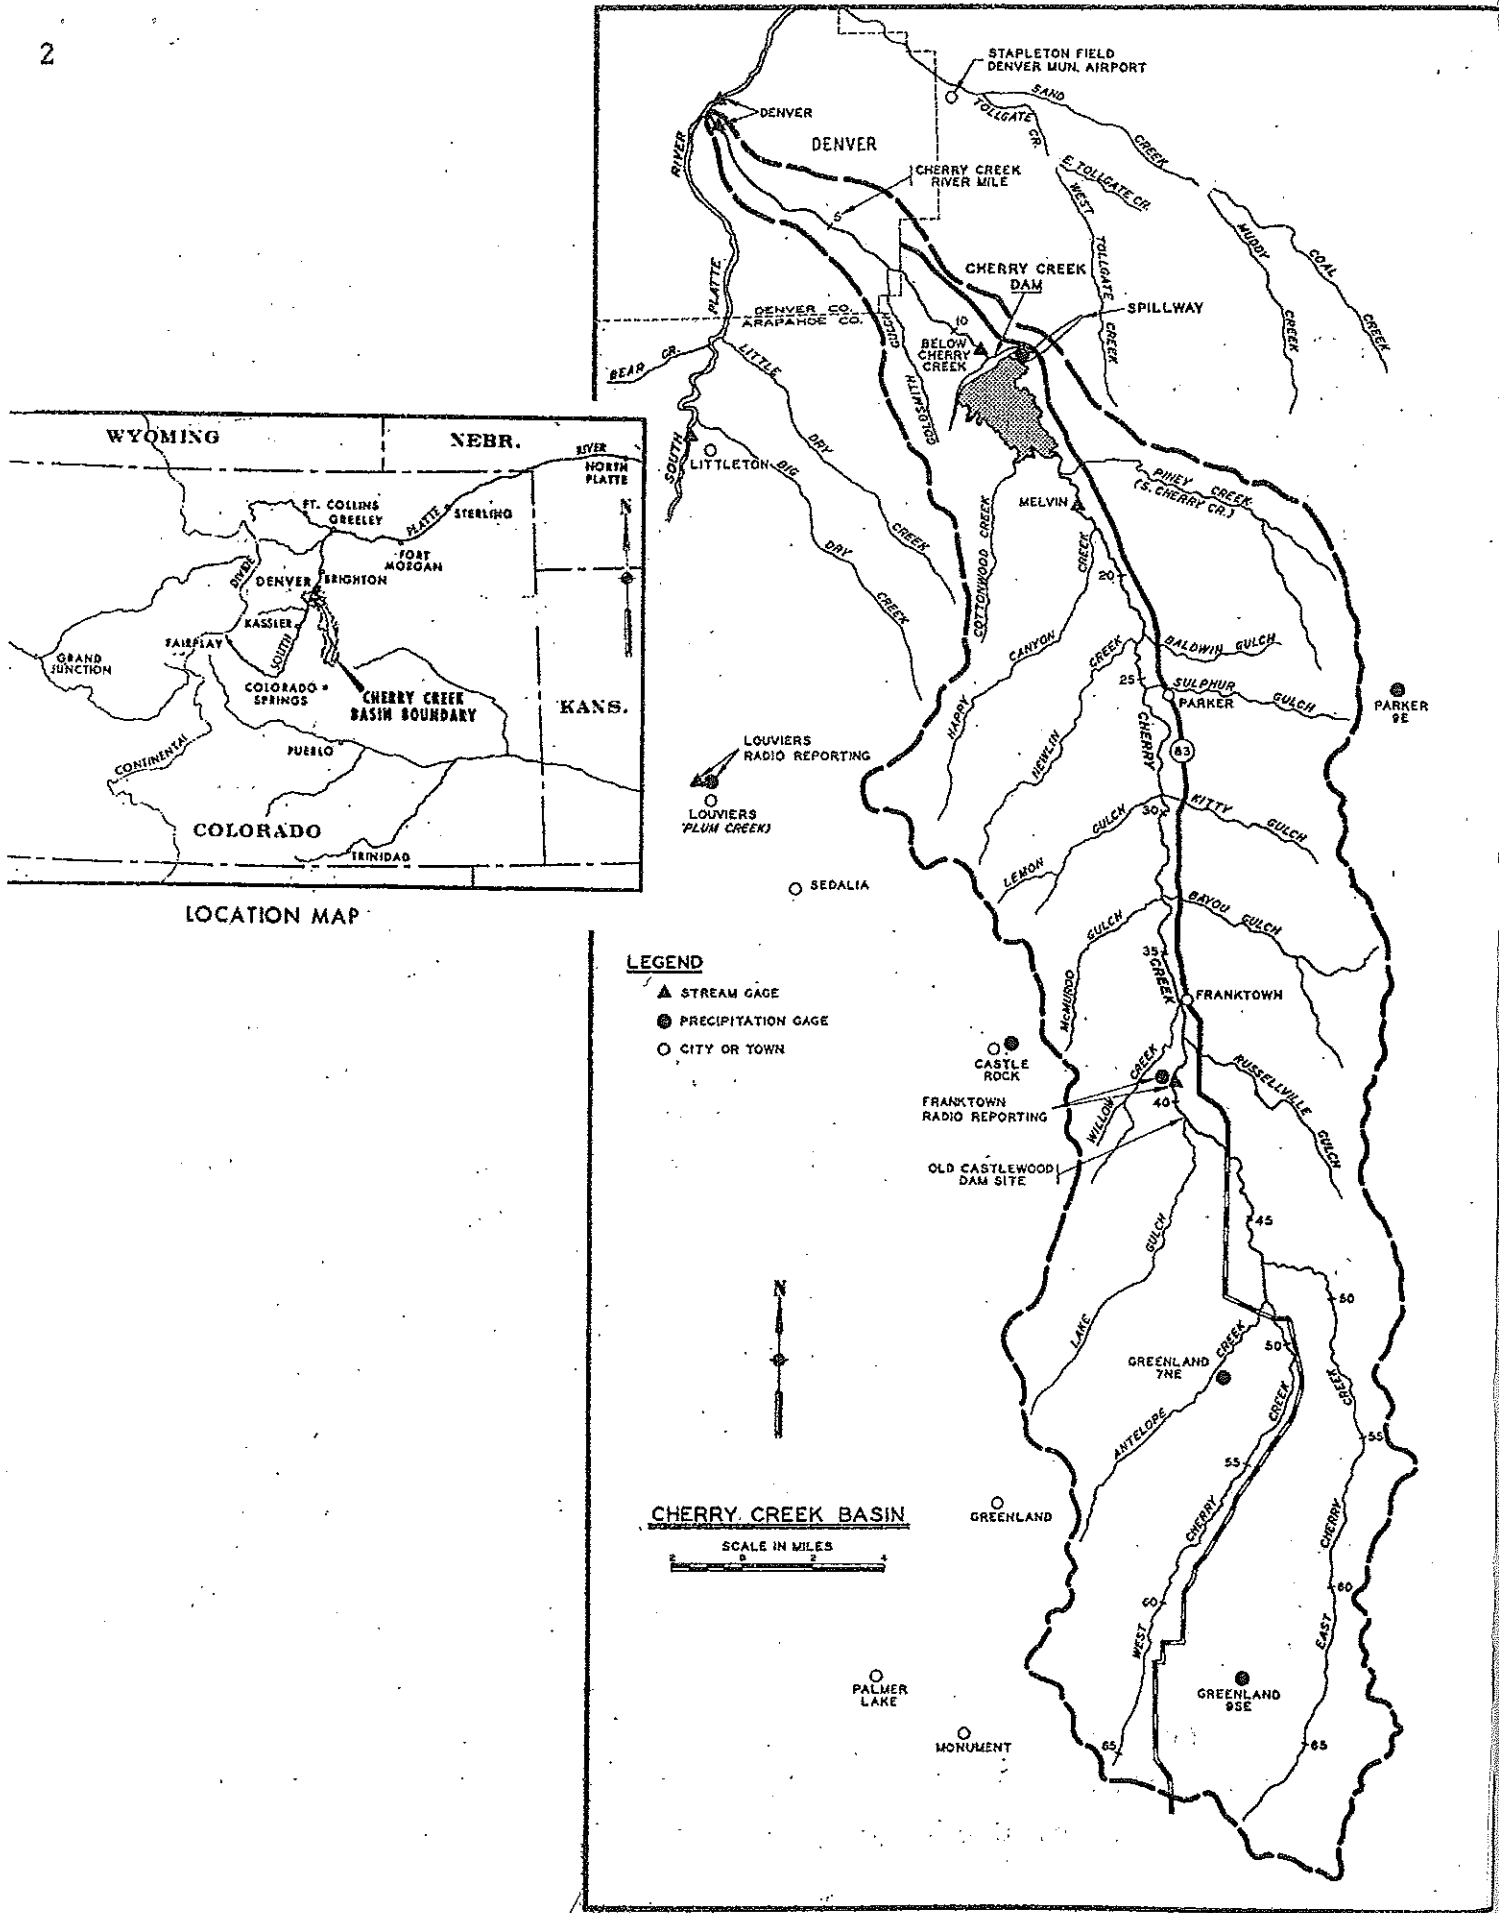 2
STAPLETON FIELD
DENVER MUN. AIRPORT
SAND
CREEK
TOLLGATE
CR.
DENVER
DENVER
RIVER
CHERRY CREEK
RIVER MILE
E. TOLLGATE CR.
WEST
TOLLGATE
CREEK
MUDDY
CREEK
COAL
CREEK
5
PLATTE
CHERRY CREEK
DAM
SPILLWAY
DENVER CO.
ARAPAHOE CO.
GULCH
GOLDSMITH
10
BELOW
CHERRY
CREEK
BEAR CR.
LITTLE
DRY
CREEK
SOUTH
LITTLETON
BIG
DRY
CREEK
PINEY CREEK
(S. CHERRY CR.)
MELVIN
COTTONWOOD CREEK
CREEK
CANYON
HAPPY
20
BALDWIN GULCH
CREEK
NEWLIN
25
SULPHUR
GULCH
PARKER
PARKER
9E
CHERRY
83
LOUVIERS
RADIO REPORTING
LOUVIERS
(PLUM CREEK)
KITTY
GULCH
30
GULCH
LEMON
SEDALIA
BAYOU
GULCH
GULCH
McMURDO
35
CREEK
FRANKTOWN
WYOMING
NEBR.
RIVER
NORTH
PLATTE
FT. COLLINS
GREELEY
PLATTE
STERLING
N
FORT
MORGAN
DIVIDE
DENVER
BRIGHTON
KASSLER
FAIRPLAY
SOUTH
GRAND
JUNCTION
COLORADO
SPRINGS
CHERRY CREEK
BASIN BOUNDARY
KANS.
CONTINENTAL
PUEBLO
COLORADO
TRINIDAD
LOCATION MAP
LEGEND
STREAM GAGE
PRECIPITATION GAGE
CITY OR TOWN
CASTLE
ROCK
CREEK
WILLOW
RUSSELLVILLE
GULCH
FRANKTOWN
RADIO REPORTING
40
OLD CASTLEWOOD
DAM SITE
45
GULCH
LAKE
N
50
50
CREEK
GREENLAND
7NE
CREEK
CREEK
ANTELOPE
55
55
GREENLAND
CHERRY
CHERRY
CHERRY CREEK BASIN
SCALE IN MILES
2
0
2
4
60
60
WEST
EAST
PALMER
LAKE
GREENLAND
9SE
MONUMENT
65
65